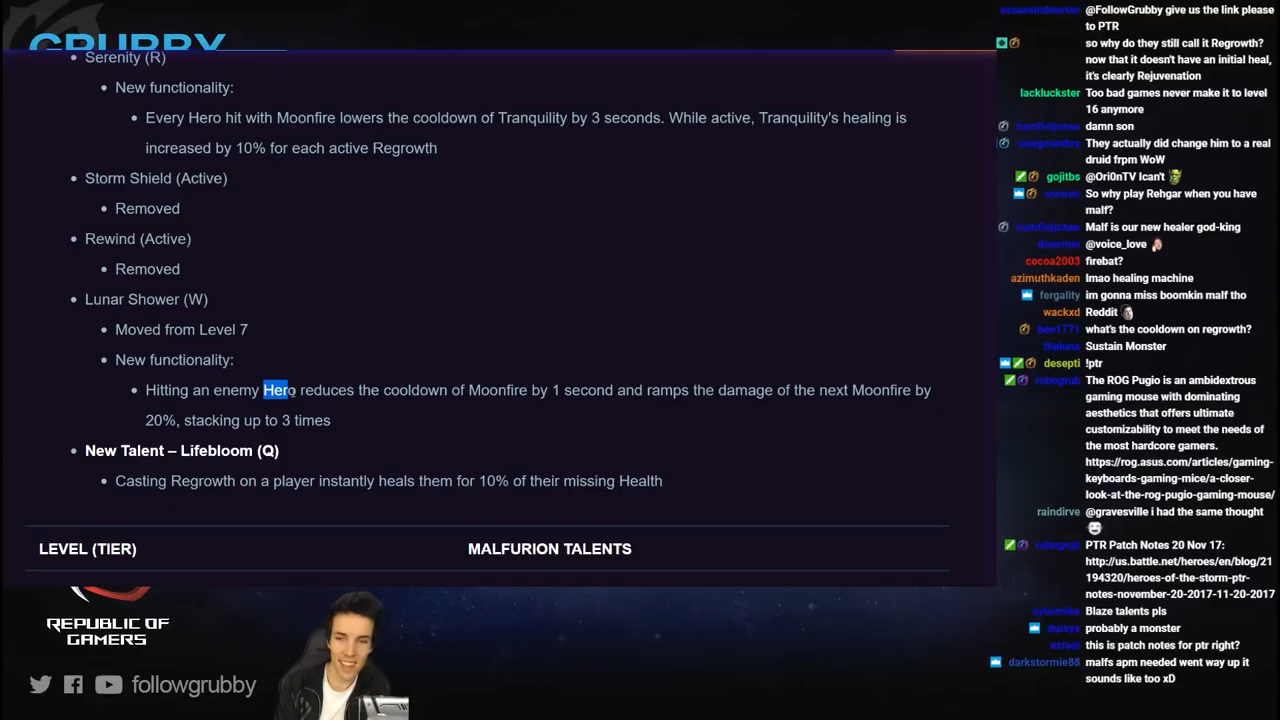 GRUBBY
Serenity (R)
New functionality:
Every Hero hit with Moonfire lowers the cooldown of Tranquility by 3 seconds. While active, Tranquility's healing is
increased by 10% for each active Regrowth
Storm Shield (Active)
Removed
Rewind (Active)
Removed
Lunar Shower (W)
Moved from Level 7
New functionality:
Hitting an enemy Hero reduces the cooldown of Moonfire by 1 second and ramps the damage of the next Moonfire by
20%, stacking up to 3 times
New Talent – Lifebloom (Q)
Casting Regrowth on a player instantly heals them for 10% of their missing Health
LEVEL (TIER) MALFURION TALENTS
REPUBLIC OF
GAMERS
followgrubby
@FollowGrubby give us the link please
to PTR
so why do they still call it Regrowth?
now that it doesn't have an initial heal,
it's clearly Rejuvenation
lackluckster Too bad games never make it to level
16 anymore
damn son
They actually did change him to a real
druid frpm WoW
gojitbs @Ori0nTV Ican't
So why play Rehgar when you have
malf?
Malf is our new healer god-king
@voice_love
cocoa2003 firebat?
azimuthkaden lmao healing machine
fergality im gonna miss boomkin malf tho
wackxd Reddit
bee1771 what's the cooldown on regrowth?
theluna Sustain Monster
desepti !ptr
robogrub The ROG Pugio is an ambidextrous
gaming mouse with dominating
aesthetics that offers ultimate
customizability to meet the needs of
the most hardcore gamers.
https://rog.asus.com/articles/gaming-
keyboards-gaming-mice/a-closer-
look-at-the-rog-pugio-gaming-mouse/
raindirve @gravesville i had the same thought
robogrub PTR Patch Notes 20 Nov 17:
http://us.battle.net/heroes/en/blog/21
194320/heroes-of-the-storm-ptr-
notes-november-20-2017-11-20-2017
Blaze talents pls
probably a monster
this is patch notes for ptr right?
darkstormie88 malfs apm needed went way up it
sounds like too xD